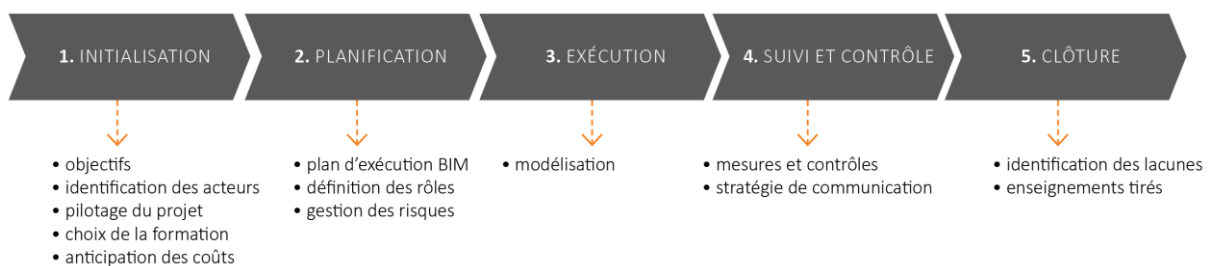 1. INITIALISATION
2. PLANIFICATION
3. EXÉCUTION
4. SUIVI ET CONTRÔLE
5. CLÔTURE
• objectifs
• identification des acteurs
• pilotage du projet
• choix de la formation
• anticipation des coûts
• plan d’exécution BIM
• définition des rôles
• gestion des risques
• modélisation
• mesures et contrôles
• stratégie de communication
• identification des lacunes
• enseignements tirés